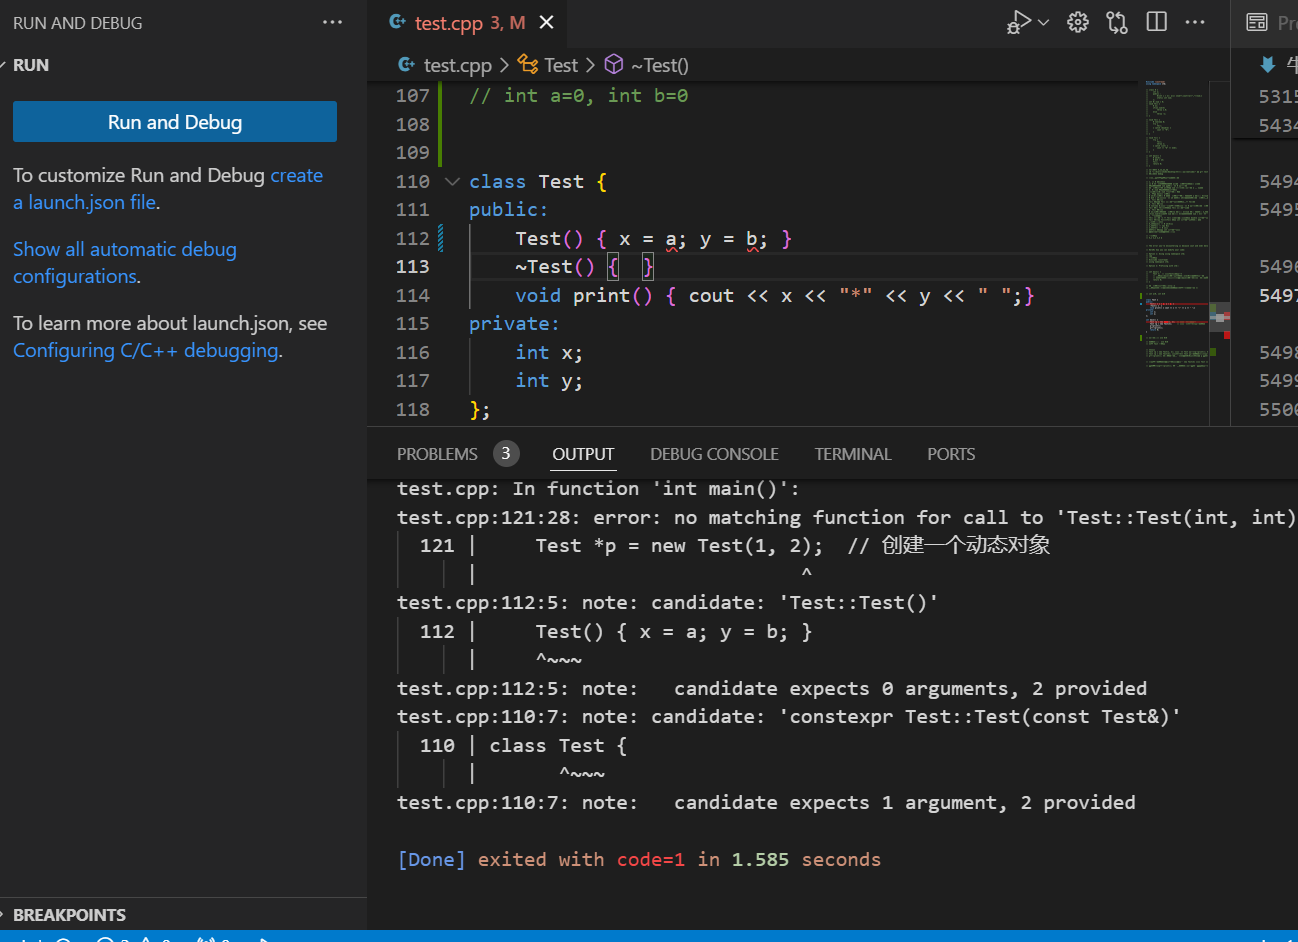 RUN AND DEBUG
test.cpp 3, M
RUN
test.cpp > Test > ~Test()
Run and Debug
To customize Run and Debug create
a launch.json file.
Show all automatic debug
configurations.
To learn more about launch.json, see
Configuring C/C++ debugging.
107 // int a=0, int b=0
108
109
110 class Test {
111 public:
112 Test() { x = a; y = b; }
113 ~Test() { }
114 void print() { cout << x << "*" << y << " ";}
115 private:
116 int x;
117 int y;
118 };
5315
5434
5494
5495
5496
5497
5498
5499
5500
PROBLEMS 3 OUTPUT DEBUG CONSOLE TERMINAL PORTS
test.cpp: In function 'int main()':
test.cpp:121:28: error: no matching function for call to 'Test::Test(int, int)
121 | Test *p = new Test(1, 2); // 创建一个动态对象
| ^
test.cpp:112:5: note: candidate: 'Test::Test()'
112 | Test() { x = a; y = b; }
| ^~~~
test.cpp:112:5: note: candidate expects 0 arguments, 2 provided
test.cpp:110:7: note: candidate: 'constexpr Test::Test(const Test&)'
110 | class Test {
| ^~~~
test.cpp:110:7: note: candidate expects 1 argument, 2 provided
[Done] exited with code=1 in 1.585 seconds
BREAKPOINTS